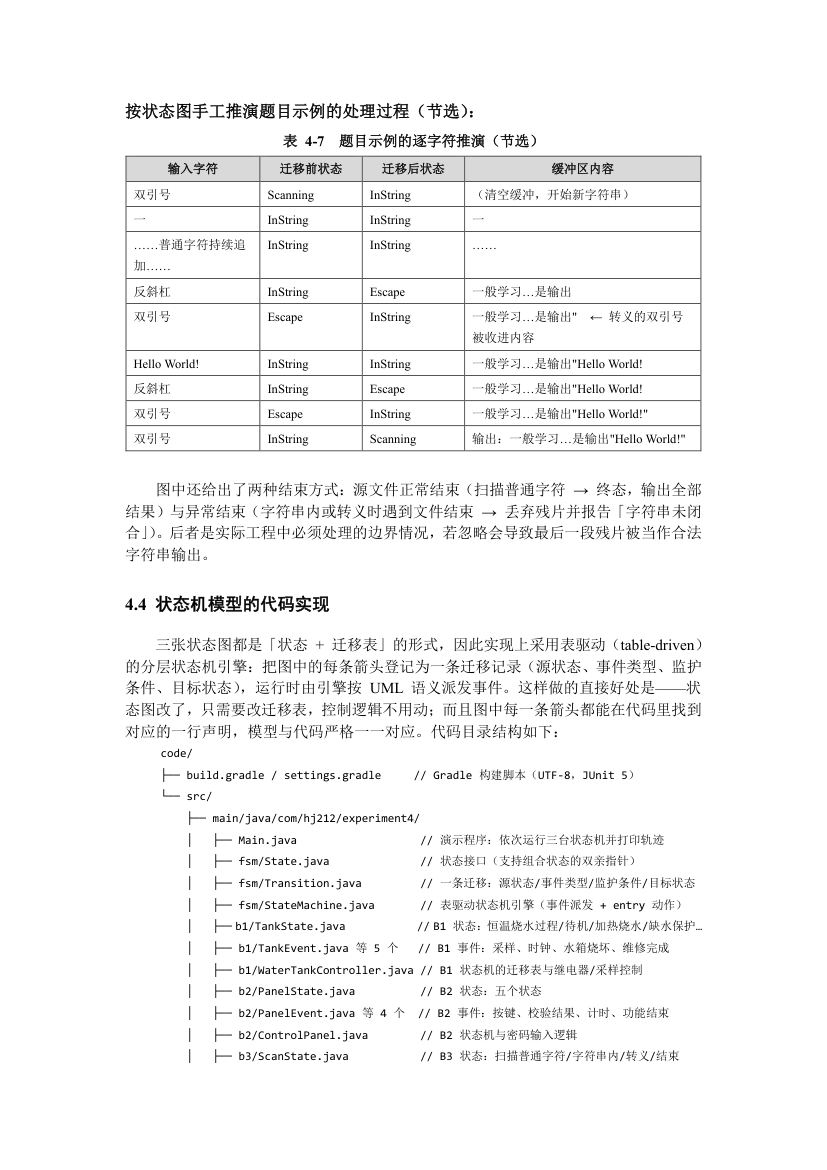 按状态图手工推演题目示例的处理过程（节选）：
表 4-7 题目示例的逐字符推演（节选）
输入字符 迁移前状态 迁移后状态 缓冲区内容
双引号 Scanning InString （清空缓冲，开始新字符串）
一 InString InString 一
……普通字符持续追 InString InString ……
加……
反斜杠 InString Escape 一般学习…是输出
双引号 Escape InString 一般学习…是输出" ← 转义的双引号
被收进内容
Hello World! InString InString 一般学习…是输出"Hello World!
反斜杠 InString Escape 一般学习…是输出"Hello World!
双引号 Escape InString 一般学习…是输出"Hello World!"
双引号 InString Scanning 输出：一般学习…是输出"Hello World!"
图中还给出了两种结束方式：源文件正常结束（扫描普通字符 → 终态，输出全部
结果）与异常结束（字符串内或转义时遇到文件结束 → 丢弃残片并报告「字符串未闭
合」）。后者是实际工程中必须处理的边界情况，若忽略会导致最后一段残片被当作合法
字符串输出。
4.4 状态机模型的代码实现
三张状态图都是「状态 + 迁移表」的形式，因此实现上采用表驱动（table-driven）
的分层状态机引擎：把图中的每条箭头登记为一条迁移记录（源状态、事件类型、监护
条件、目标状态），运行时由引擎按 UML 语义派发事件。这样做的直接好处是——状
态图改了，只需要改迁移表，控制逻辑不用动；而且图中每一条箭头都能在代码里找到
对应的一行声明，模型与代码严格一一对应。代码目录结构如下：
code/
├── build.gradle / settings.gradle // Gradle 构建脚本（UTF-8，JUnit 5）
└── src/
├── main/java/com/hj212/experiment4/
│ ├── Main.java // 演示程序：依次运行三台状态机并打印轨迹
│ ├── fsm/State.java // 状态接口（支持组合状态的双亲指针）
│ ├── fsm/Transition.java // 一条迁移：源状态/事件类型/监护条件/目标状态
│ ├── fsm/StateMachine.java // 表驱动状态机引擎（事件派发 + entry 动作）
│ ├── b1/TankState.java // B1 状态：恒温烧水过程/待机/加热烧水/缺水保护…
│ ├── b1/TankEvent.java 等 5 个 // B1 事件：采样、时钟、水箱烧坏、维修完成
│ ├── b1/WaterTankController.java // B1 状态机的迁移表与继电器/采样控制
│ ├── b2/PanelState.java // B2 状态：五个状态
│ ├── b2/PanelEvent.java 等 4 个 // B2 事件：按键、校验结果、计时、功能结束
│ ├── b2/ControlPanel.java // B2 状态机与密码输入逻辑
│ ├── b3/ScanState.java // B3 状态：扫描普通字符/字符串内/转义/结束